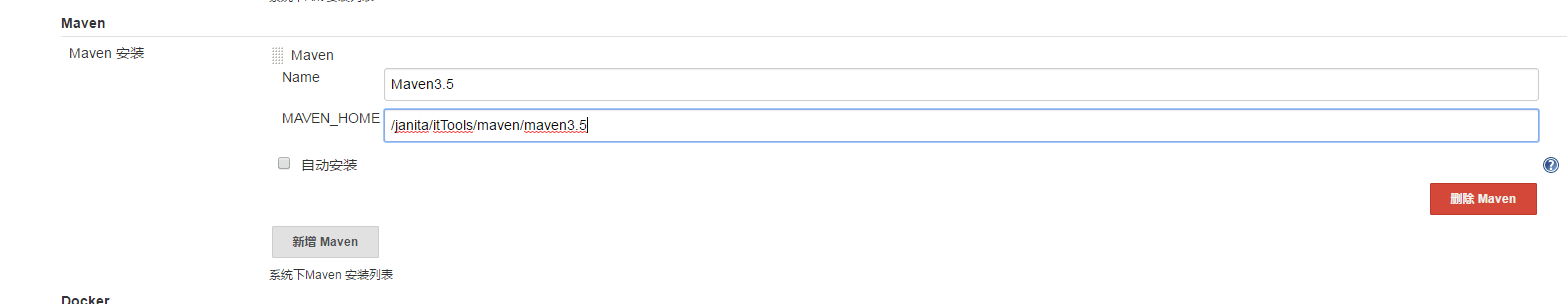 Maven
Maven 安装
Maven
Name
Maven3.5
MAVEN_HOME
/janita/itTools/maven/maven3.5
自动安装
?
删除 Maven
新增 Maven
系统下Maven 安装列表
Docker